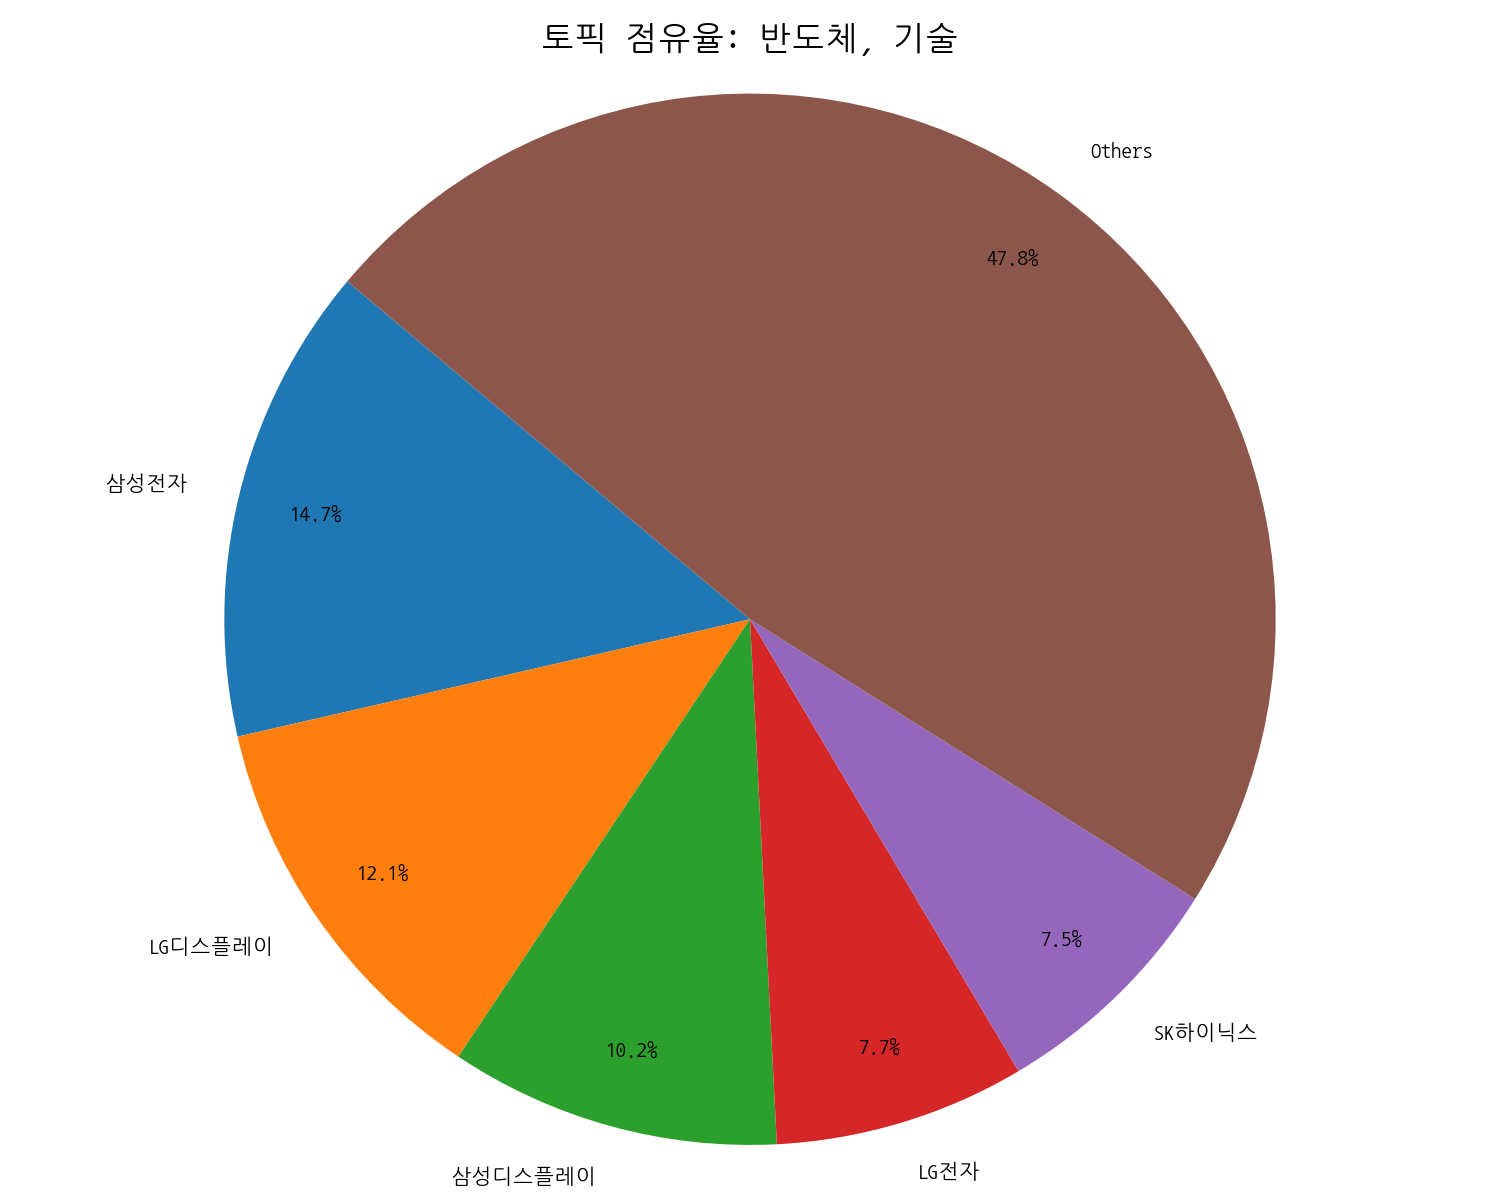 토픽 점유율: 반도체, 기술
Others
47.8%
삼성전자
14.7%
12.1%
LG디스플레이
7.5%
SK하이닉스
10.2%
7.7%
삼성디스플레이
LG전자